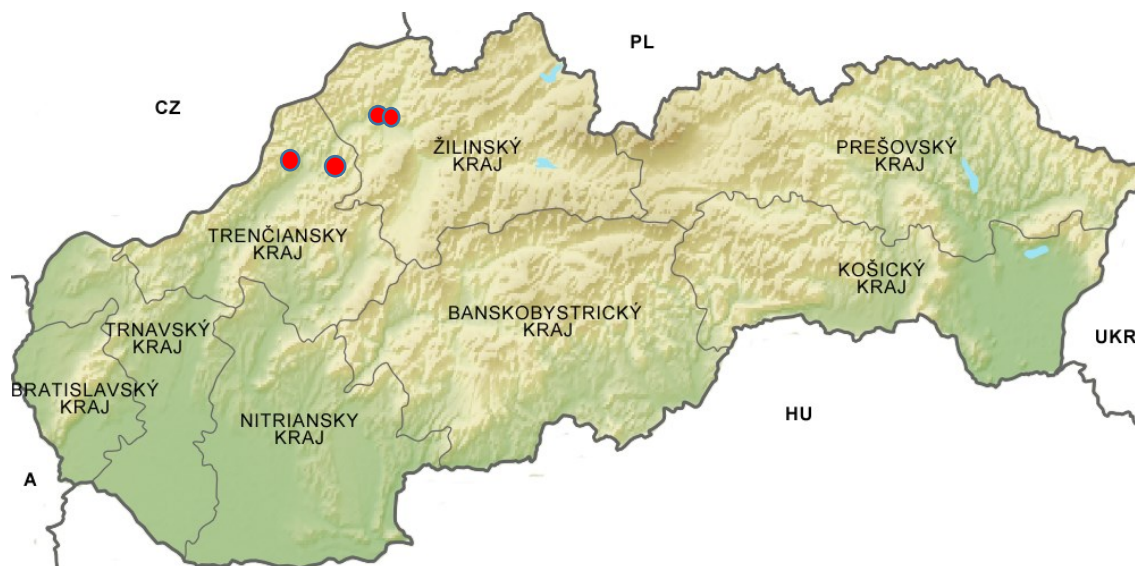 PL
CZ
ŽILINSKÝ
KRAJ
PREŠOVSKÝ
KRAJ
TRENČIANSKY
KRAJ
KOŠICKÝ
KRAJ
BANSKOBYSTRICKÝ
KRAJ
TRNAVSKÝ
KRAJ
UKR
BRATISLAVSKÝ
KRAJ
NITRIANSKY
KRAJ
HU
A